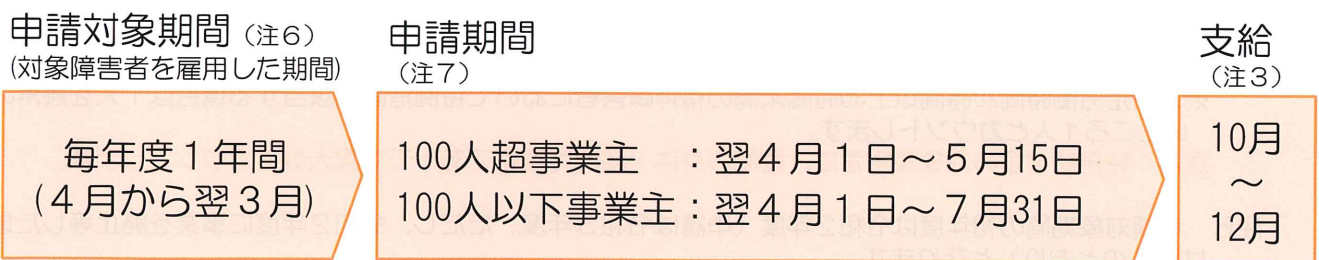 申請対象期間（注６）
(対象障害者を雇用した期間)
毎年度１年間
(４月から翌３月)
申請期間
（注７）
100人超事業主　：翌４月１日～５月15日
100人以下事業主：翌４月１日～７月31日
支給
（注３）
10月
～
12月